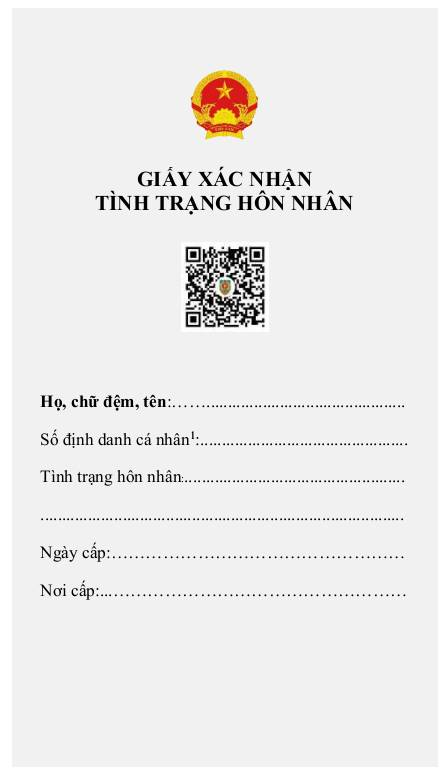 GIẤY XÁC NHẬN
TÌNH TRẠNG HÔN NHÂN
Họ, chữ đệm, tên:…….............................................
Số định danh cá nhân¹:................................................
Tình trạng hôn nhân:...................................................
....................................................................................
Ngày cấp:……………………………………………
Nơi cấp:...……………………………………………